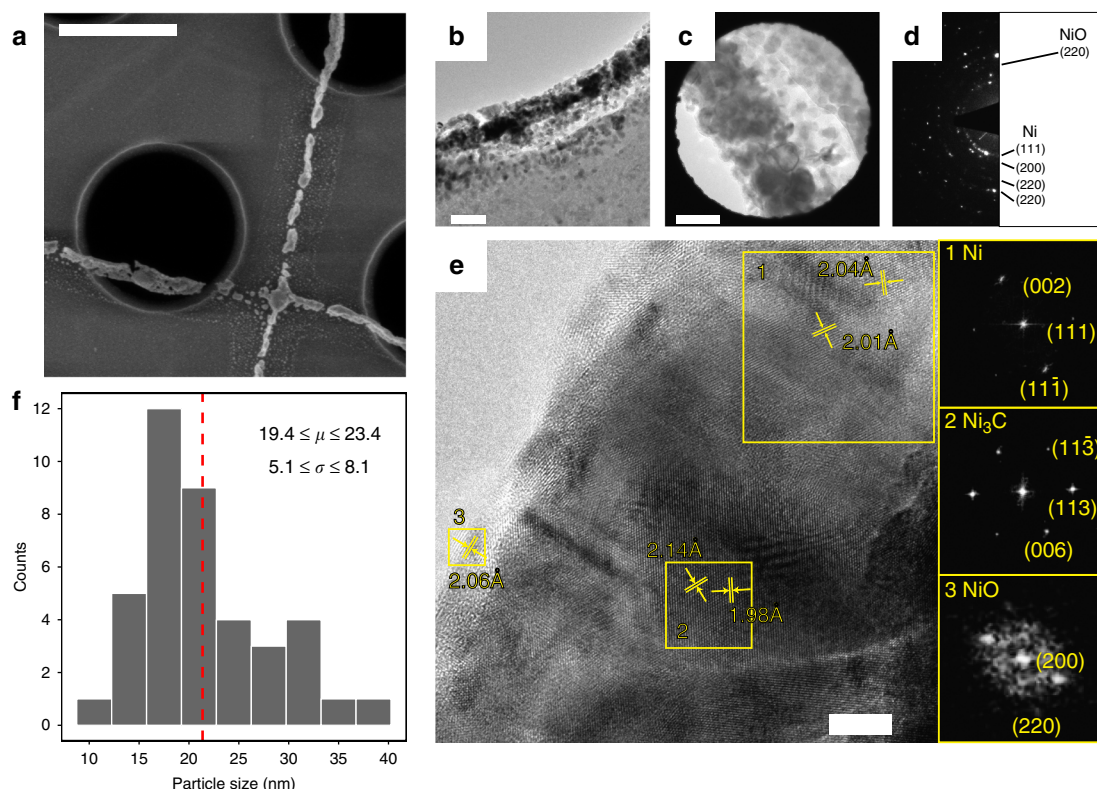 a
b
c
d
NiO
(220)
Ni
(111)
(200)
(220)
(220)
e
1
2.04Å
2.01Å
3
2.06Å
2.14Å
1.98Å
2
1 Ni
(002)
(111)
(111̄)
2 Ni₃C
(113̄)
(113)
(006)
3 NiO
(200)
(220)
f
12
10
8
6
4
2
0
Counts
19.4 ≤ μ ≤ 23.4
5.1 ≤ σ ≤ 8.1
10 15 20 25 30 35 40
Particle size (nm)